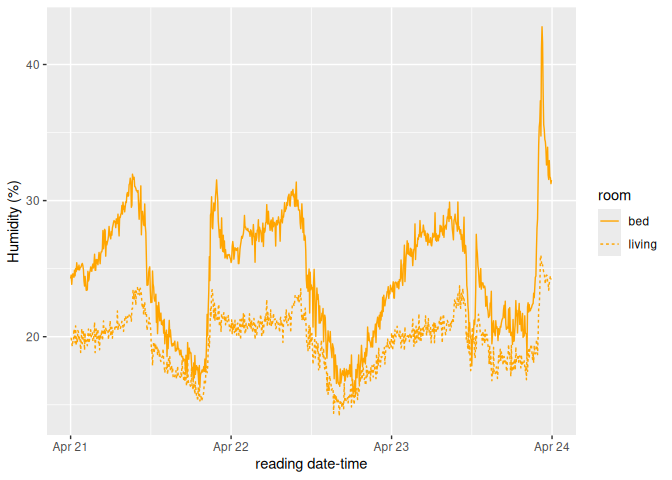 40
30
20
Humidity (%)
Apr 21
Apr 22
Apr 23
Apr 24
reading date-time
room
bed
living